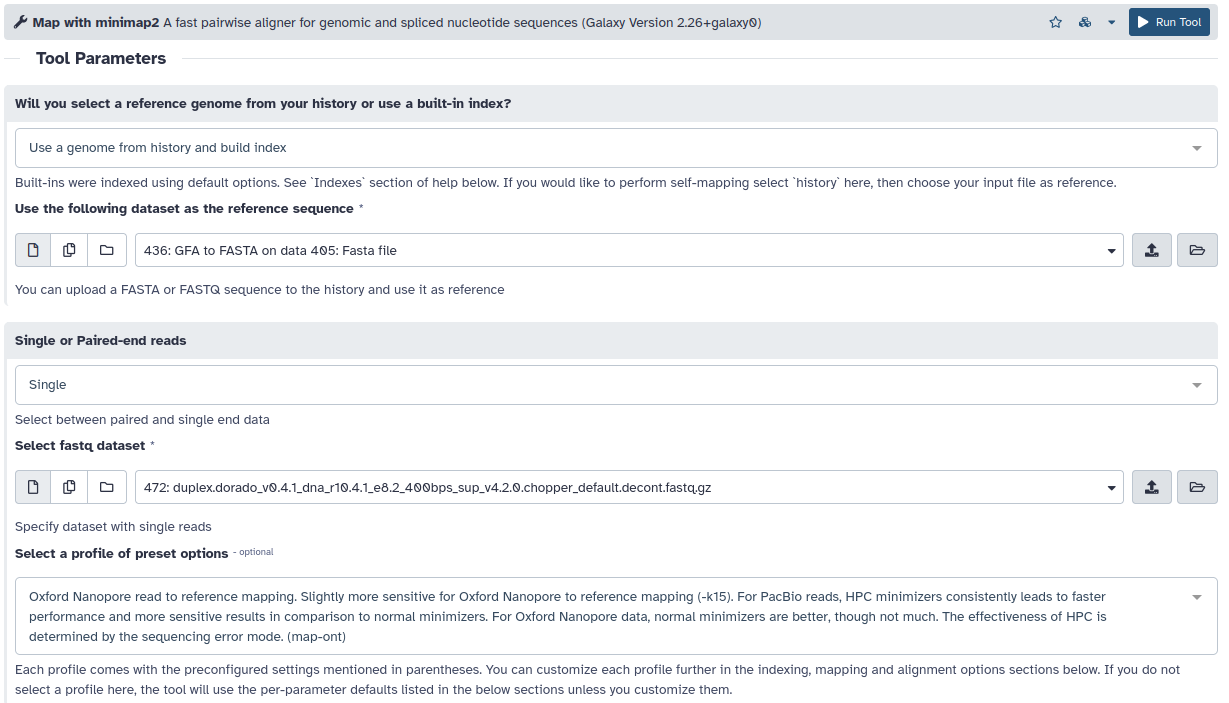 Map with minimap2 A fast pairwise aligner for genomic and spliced nucleotide sequences (Galaxy Version 2.26+galaxy0)
Run Tool
Tool Parameters
Will you select a reference genome from your history or use a built-in index?
Use a genome from history and build index
Built-ins were indexed using default options. See `Indexes` section of help below. If you would like to perform self-mapping select `history` here, then choose your input file as reference.
Use the following dataset as the reference sequence *
436: GFA to FASTA on data 405: Fasta file
You can upload a FASTA or FASTQ sequence to the history and use it as reference
Single or Paired-end reads
Single
Select between paired and single end data
Select fastq dataset *
472: duplex.dorado_v0.4.1_dna_r10.4.1_e8.2_400bps_sup_v4.2.0.chopper_default.decont.fastq.gz
Specify dataset with single reads
Select a profile of preset options - optional
Oxford Nanopore read to reference mapping. Slightly more sensitive for Oxford Nanopore to reference mapping (-k15). For PacBio reads, HPC minimizers consistently leads to faster
performance and more sensitive results in comparison to normal minimizers. For Oxford Nanopore data, normal minimizers are better, though not much. The effectiveness of HPC is
determined by the sequencing error mode. (map-ont)
Each profile comes with the preconfigured settings mentioned in parentheses. You can customize each profile further in the indexing, mapping and alignment options sections below. If you do not
select a profile here, the tool will use the per-parameter defaults listed in the below sections unless you customize them.